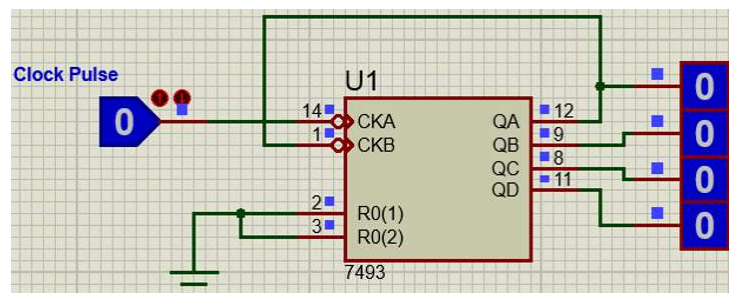 Clock Pulse
U1
0
14 CKA QA 12
1 CKB QB 9
QC 8
QD 11
2 R0(1)
3 R0(2)
7493
0
0
0
0